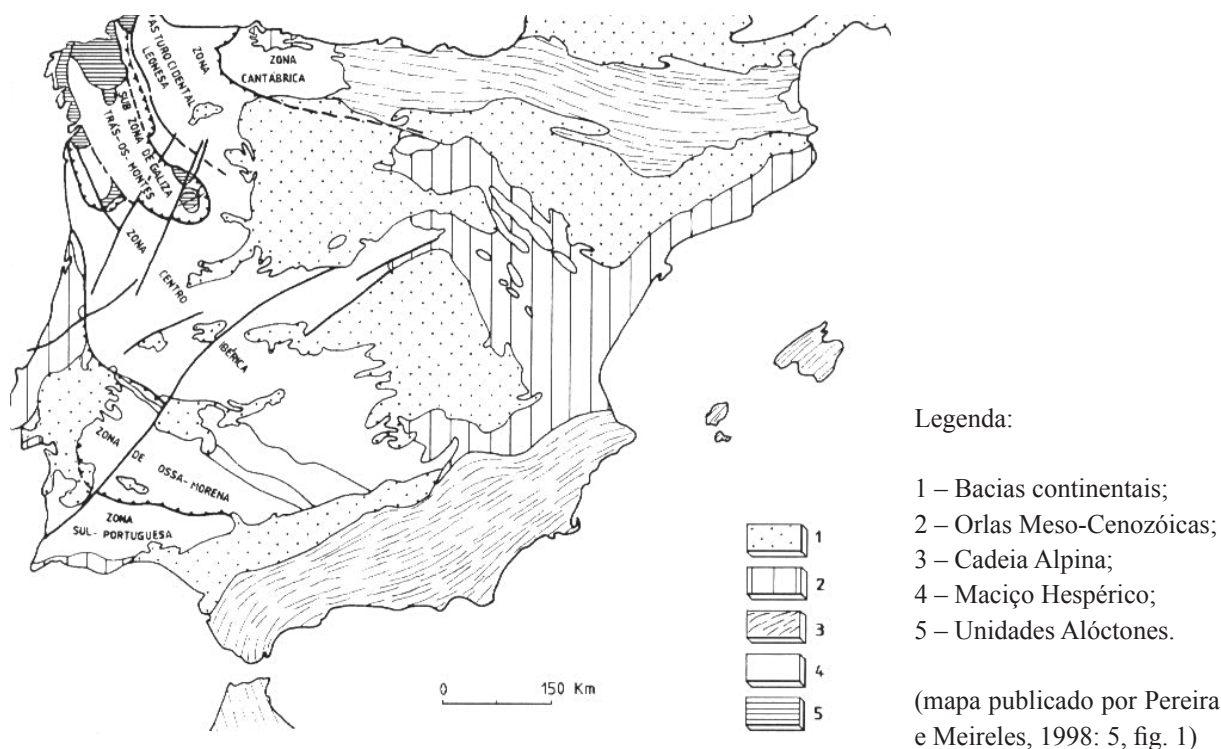 ASTUROCIDENTAL
LEONESA
ZONA
ZONA
CANTÁBRICA
SUB ZONA DE GALIZA
TRÁS-OS-MONTES
ZONA
CENTRO
IBÉRICA
ZONA
DE OSSA-MORENA
ZONA
SUL-PORTUGUESA
0 150 Km
1
2
3
4
5
Legenda:
1 – Bacias continentais;
2 – Orlas Meso-Cenozóicas;
3 – Cadeia Alpina;
4 – Maciço Hespérico;
5 – Unidades Alóctones.
(mapa publicado por Pereira
e Meireles, 1998: 5, fig. 1)